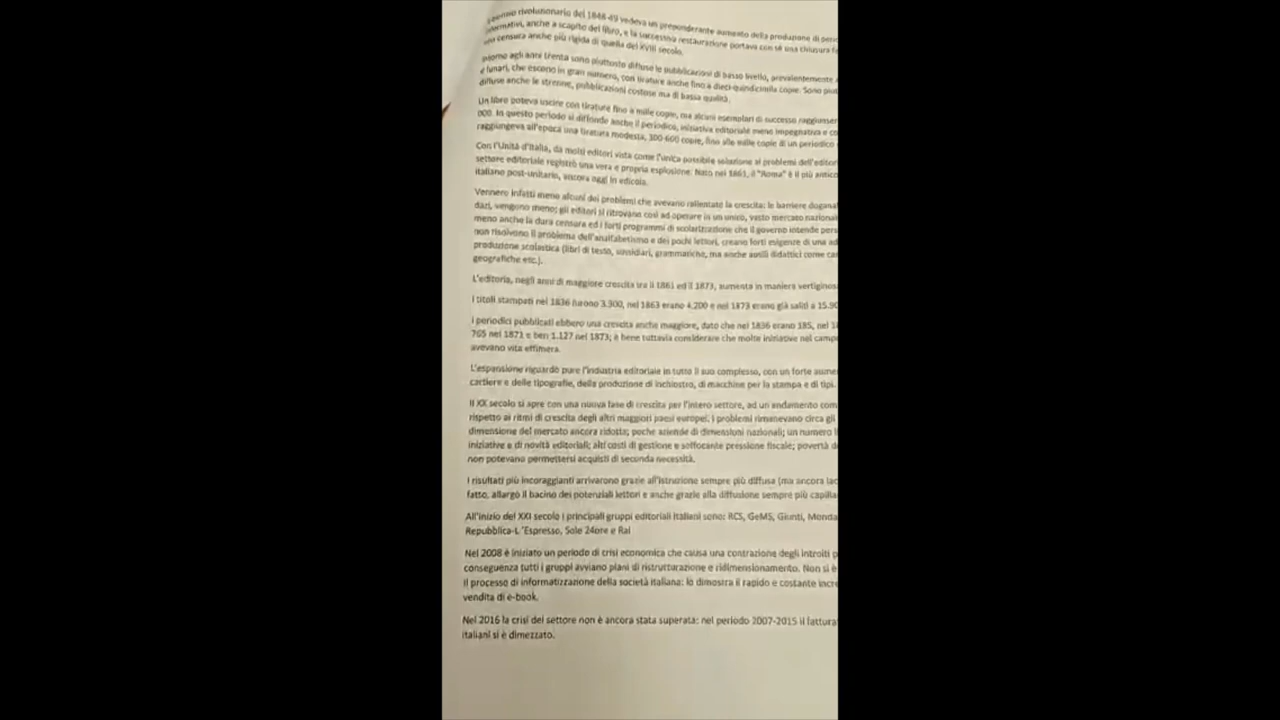 rivoluzionario del 1848-49 vedeva un preponderante aumento della produzione di
anche a scapito del libro, e la successiva restaurazione portava con sé una chiusura
censura anche più rigida di quella del XVIII secolo.
agli anni trenta sono piuttosto diffuse le pubblicazioni di basso livello, prevalentemente
e lunari, che escono in gran numero, con tirature anche fino a dieci-quindicimila copie. Sono
diffuse anche le strenne, pubblicazioni costose ma di bassa qualità.
Un libro poteva uscire con tirature fino a mille copie, ma alcuni esemplari di successo
000. In questo periodo si diffonde anche il periodico, iniziativa editoriale meno impegnativa e
raggiungeva all'epoca una tiratura modesta, 300-600 copie, fino alle mille copie di un periodico
Con l'Unità d'Italia, da molti editori vista come l'unica possibile soluzione ai problemi
settore editoriale registrò una vera e propria esplosione. Nato nel 1861, il "Roma" è il più antico
italiano post-unitario, ancora oggi in edicola.
Vennero infatti meno alcuni dei problemi che avevano rallentato la crescita: le barriere
dazi, vengono meno; gli editori si ritrovano così ad operare in un unico, vasto mercato
meno anche la dura censura ed i forti programmi di scolarizzazione che il governo intende
non risolvono il problema dell'analfabetismo e dei pochi lettori, creano forti esigenze di una
produzione scolastica (libri di testo, sussidiari, grammatiche, ma anche ausili didattici come
geografiche etc.).
L'editoria, negli anni di maggiore crescita tra il 1861 ed il 1873, aumenta in maniera
I titoli stampati nel 1836 furono 3.900, nel 1863 erano 4.200 e nel 1873 erano già saliti a
I periodici pubblicati ebbero una crescita anche maggiore, dato che nel 1836 erano 185, nel
765 nel 1871 e ben 1.127 nel 1873; è bene tuttavia considerare che molte iniziative nel
avevano vita effimera.
L'espansione riguardò pure l'industria editoriale in tutto il suo complesso, con un forte
cartiere e delle tipografie, della produzione di inchiostro, di macchine per la stampa e di tipi.
Il XX secolo si apre con una nuova fase di crescita per l'intero settore, ad un andamento
rispetto ai ritmi di crescita degli altri maggiori paesi europei. I problemi rimanevano circa gli
dimensione del mercato ancora ridotta; poche aziende di dimensioni nazionali; un numero
iniziative e di novità editoriali; alti costi di gestione e soffocante pressione fiscale; povertà
non potevano permettersi acquisti di seconda necessità.
I risultati più incoraggianti arrivarono grazie all'istruzione sempre più diffusa (ma ancora
fatto, allargò il bacino dei potenziali lettori e anche grazie alla diffusione sempre più
All'inizio del XXI secolo i principali gruppi editoriali italiani sono: RCS, GeMS, Giunti,
Repubblica-L 'Espresso, Sole 24ore e Rai
Nel 2008 è iniziato un periodo di crisi economica che causa una contrazione degli introiti
conseguenza tutti i gruppi avviano piani di ristrutturazione e ridimensionamento. Non si è
il processo di informatizzazione della società italiana: lo dimostra il rapido e costante
vendita di e-book.
Nel 2016 la crisi del settore non è ancora stata superata: nel periodo 2007-2015 il
italiani si è dimezzato.